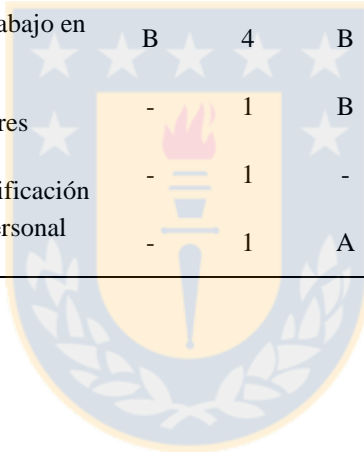 abajo en
B 4 B
- 1 B
res
- 1 -
ificación
ersonal
- 1 A